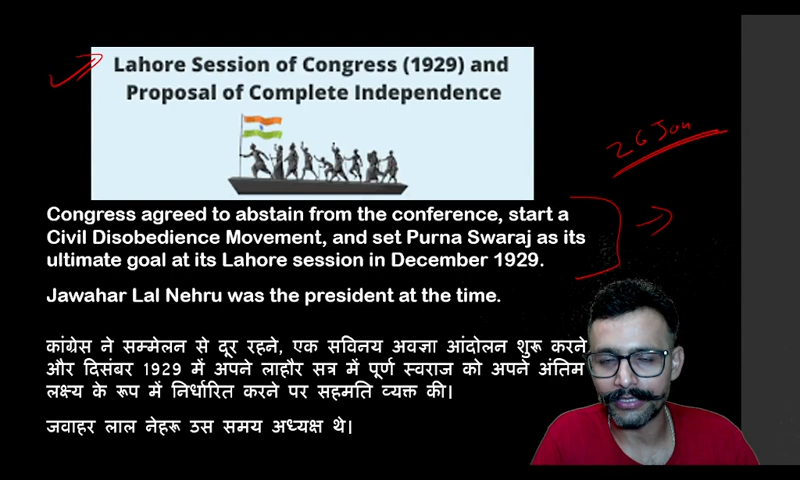 Lahore Session of Congress (1929) and
Proposal of Complete Independence
26 Jan
Congress agreed to abstain from the conference, start a
Civil Disobedience Movement, and set Purna Swaraj as its
ultimate goal at its Lahore session in December 1929.
Jawahar Lal Nehru was the president at the time.
कांग्रेस ने सम्मेलन से दूर रहने, एक सविनय अवज्ञा आंदोलन शुरू करने
और दिसंबर 1929 में अपने लाहौर सत्र में पूर्ण स्वराज को अपने अंतिम
लक्ष्य के रूप में निर्धारित करने पर सहमति व्यक्त की।
जवाहर लाल नेहरू उस समय अध्यक्ष थे।